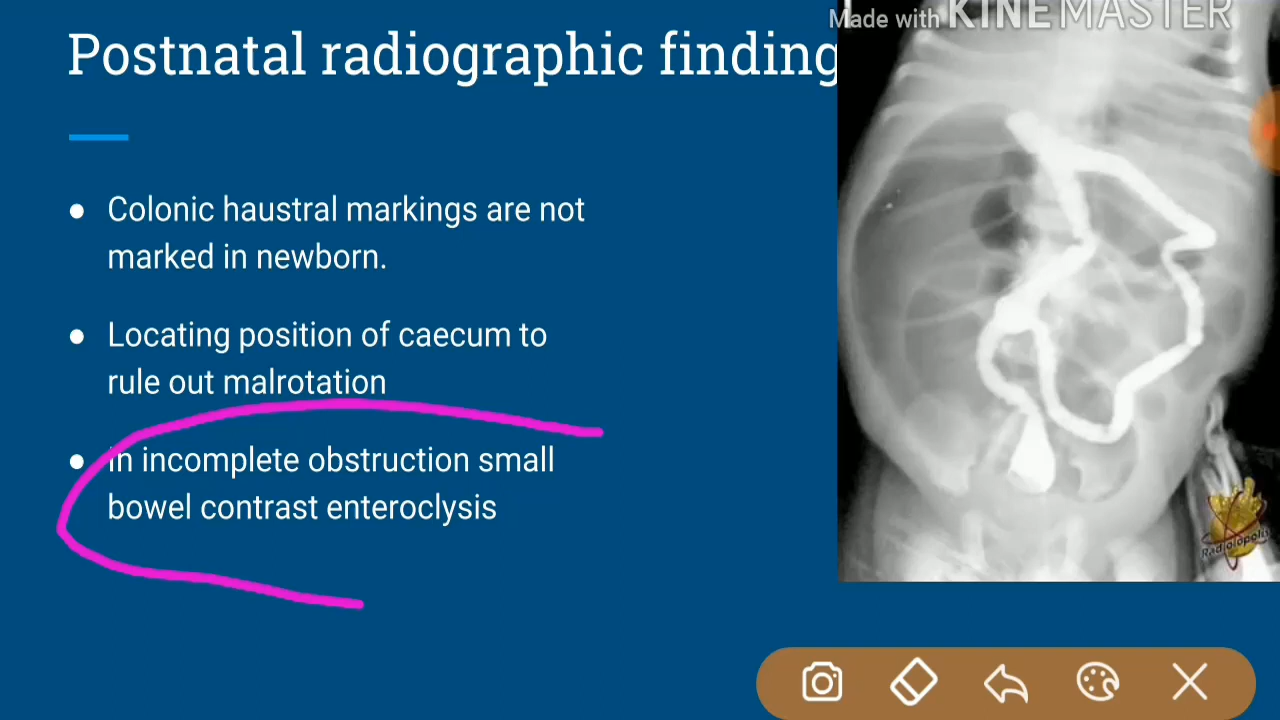 Made with KINEMASTER
Postnatal radiographic finding
● Colonic haustral markings are not
marked in newborn.
● Locating position of caecum to
rule out malrotation
● In incomplete obstruction small
bowel contrast enteroclysis
Radiolopolis